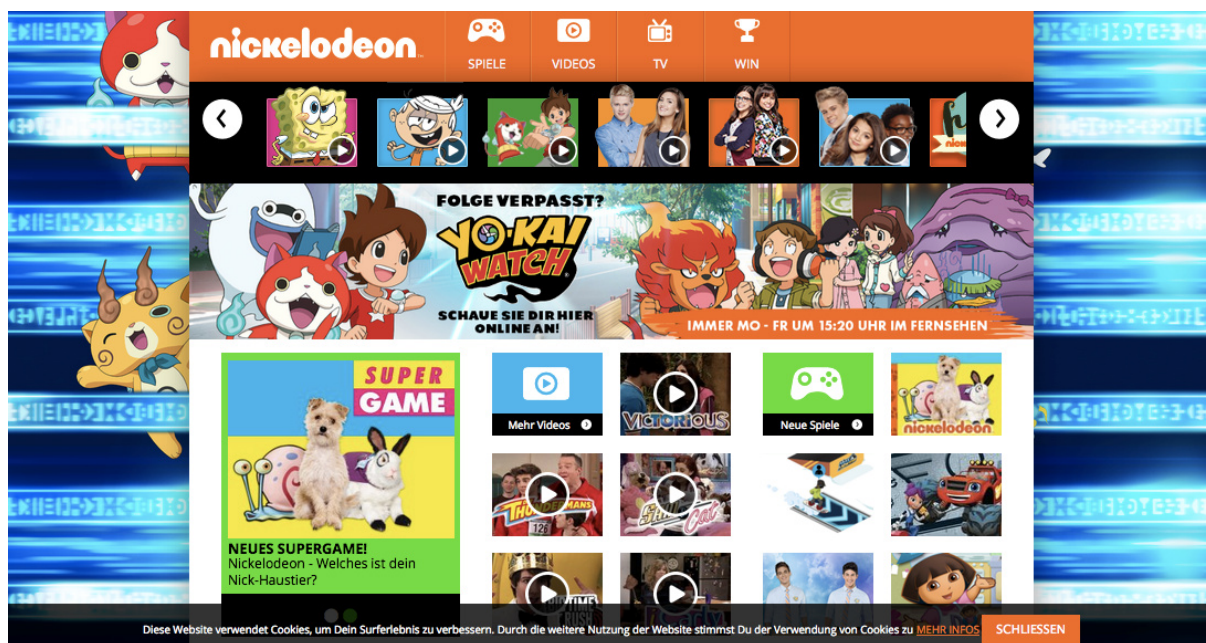 nickelodeon
SPIELE
VIDEOS
TV
WIN
FOLGE VERPASST?
YO-KAI
WATCH
SCHAUE SIE DIR HIER
ONLINE AN!
IMMER MO - FR UM 15:20 UHR IM FERNSEHEN
SUPER
GAME
NEUES SUPERGAME!
Nickelodeon - Welches ist dein
Nick-Haustier?
Mehr Videos
VICTORiOUS
Neue Spiele
nickelodeon
THUNDERMANS
126
Cat
Diese Website verwendet Cookies, um Dein Surferlebnis zu verbessern. Durch die weitere Nutzung der Website stimmst Du der Verwendung von Cookies zu MEHR INFOS
SCHLIESSEN